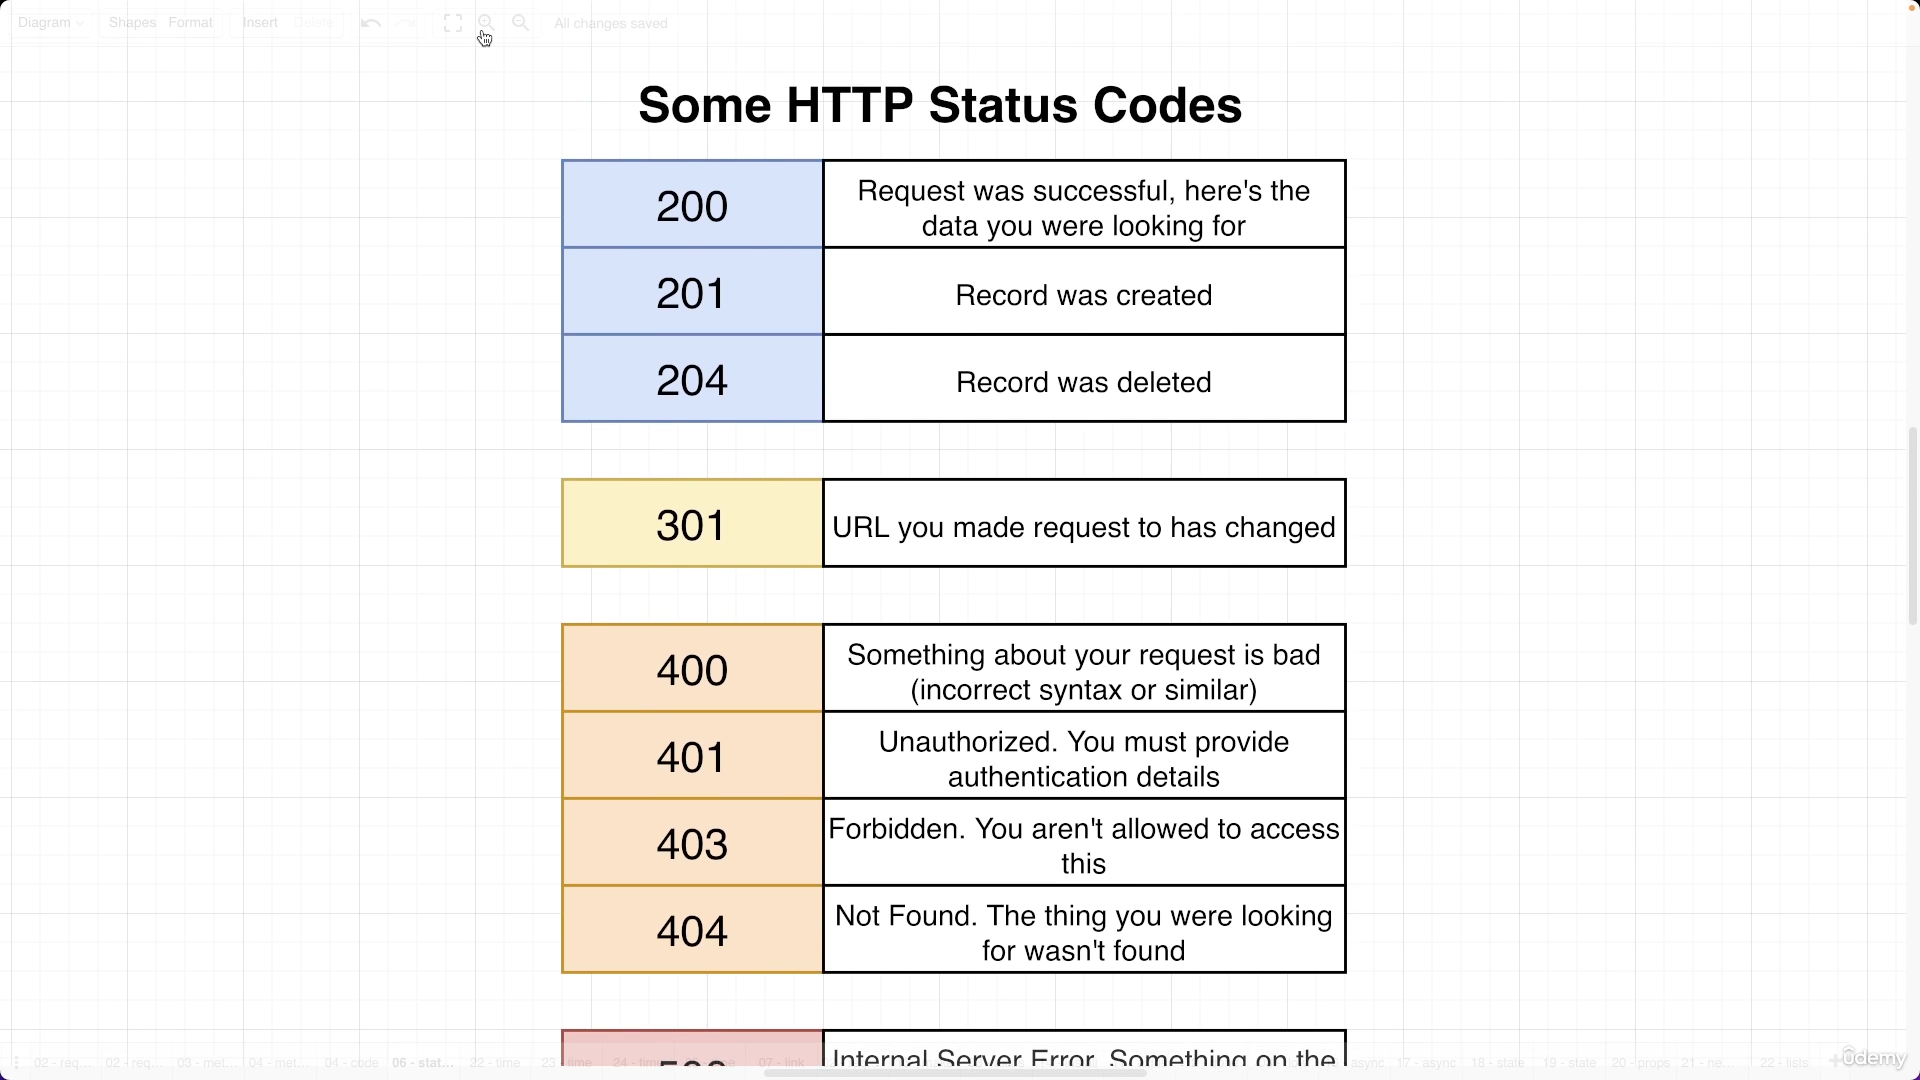 Diagram
Shapes
Format
Insert
Delete
All changes saved
Some HTTP Status Codes
200
Request was successful, here's the
data you were looking for
201
Record was created
204
Record was deleted
301
URL you made request to has changed
400
Something about your request is bad
(incorrect syntax or similar)
401
Unauthorized. You must provide
authentication details
403
Forbidden. You aren't allowed to access
this
404
Not Found. The thing you were looking
for wasn't found
Internal Server Error. Something on the
02 - req...
02 - req...
03 - met...
04 - met...
04 - code
06 - stat...
22 - time
23
time
24 - time
07 - link
async
17 - async
18 - state
19 - state
20 - props
21 - ne...
22 - lists
ûdemy